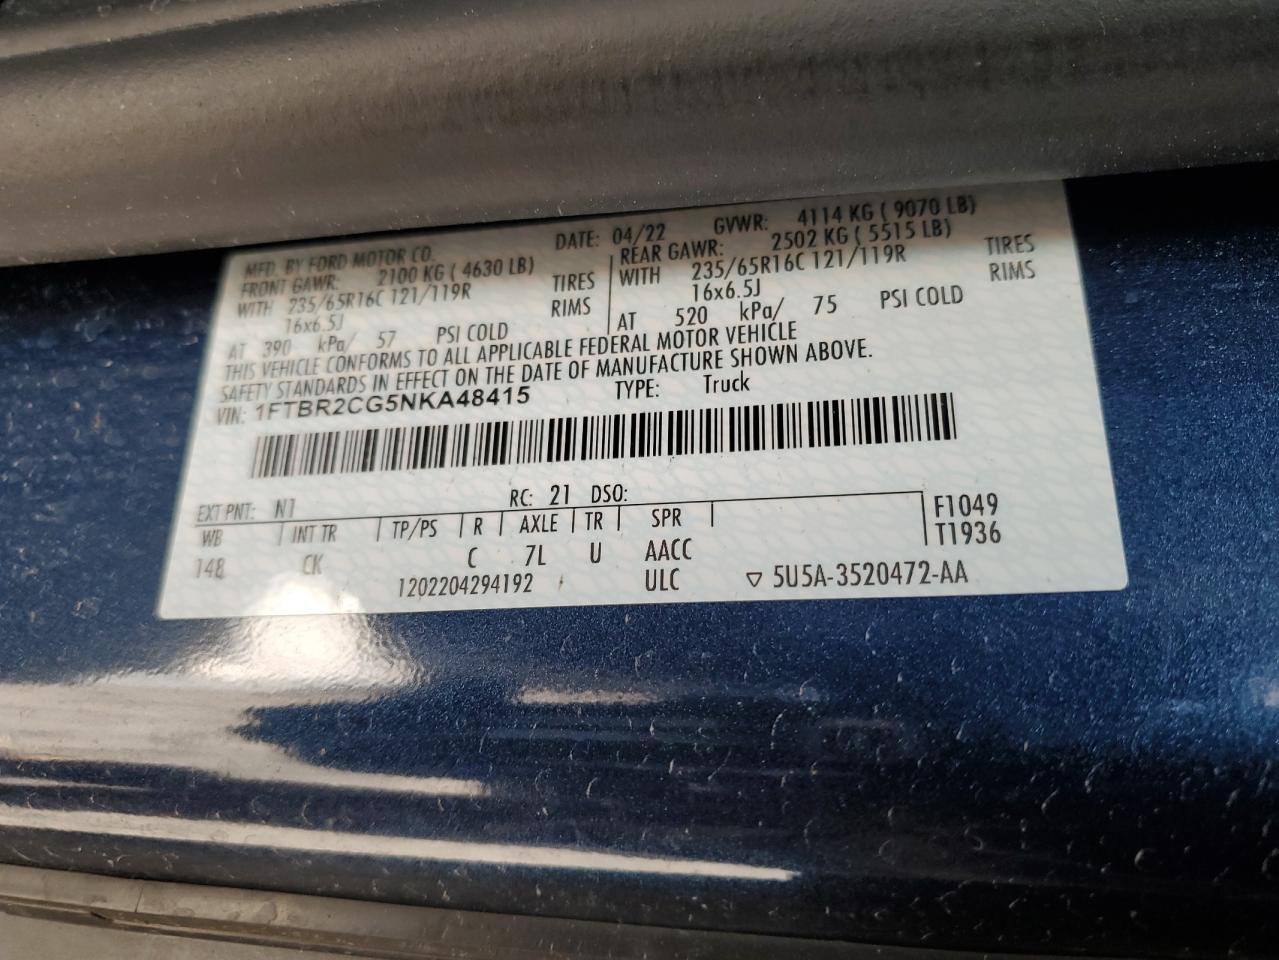 MFD. BY FORD MOTOR CO.
DATE: 04/22
GVWR: 4114 KG ( 9070 LB)
FRONT GAWR: 2100 KG ( 4630 LB)
WITH 235/65R16C 121/119R TIRES
16x6.5J RIMS
AT 390 kPa/ 57 PSI COLD
REAR GAWR: 2502 KG ( 5515 LB)
WITH 235/65R16C 121/119R TIRES
16x6.5J RIMS
AT 520 kPa/ 75 PSI COLD
THIS VEHICLE CONFORMS TO ALL APPLICABLE FEDERAL MOTOR VEHICLE
SAFETY STANDARDS IN EFFECT ON THE DATE OF MANUFACTURE SHOWN ABOVE.
VIN: 1FTBR2CG5NKA48415 TYPE: Truck
EXT PNT: N1 RC: 21 DSO:
WB INT TR TP/PS R AXLE TR SPR
148 CK C 7L U AACC
F1049
T1936
1202204294192 ULC ▽ 5U5A-3520472-AA